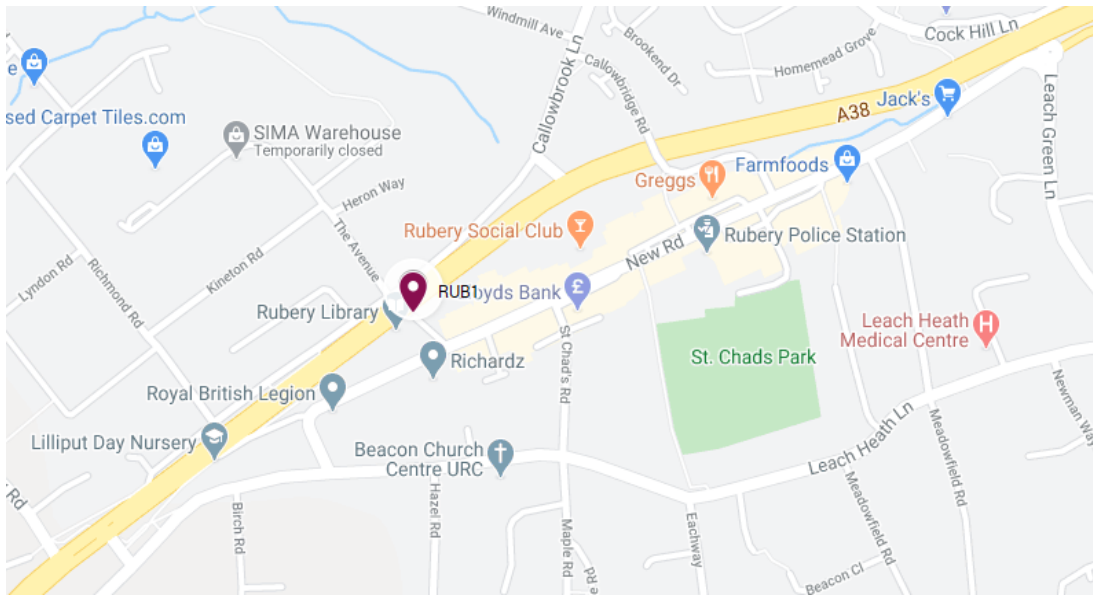 Windmill Ave
Brookend Dr
Cock Hill Ln
Homemead Grove
Callowbridge Rd
Callowbrook Ln
e
Jack's
Leach Green Ln
A38
sed Carpet Tiles.com
SIMA Warehouse
Temporarily closed
Farmfoods
Greggs
Heron Way
Rubery Social Club
The Avenue
New Rd
Rubery Police Station
Kineton Rd
Lyndon Rd
Richmond Rd
RUB1
yds Bank
Rubery Library
Leach Heath
Medical Centre
Richardz
St Chad's Rd
St. Chads Park
Royal British Legion
Newman Way
Leach Heath Ln
Lilliput Day Nursery
Beacon Church
Centre URC
Meadowfield Rd
Meadowfield Rd
Rd
Birch Rd
Hazel Rd
Maple Rd
Eachway
e Rd
Beacon Cl